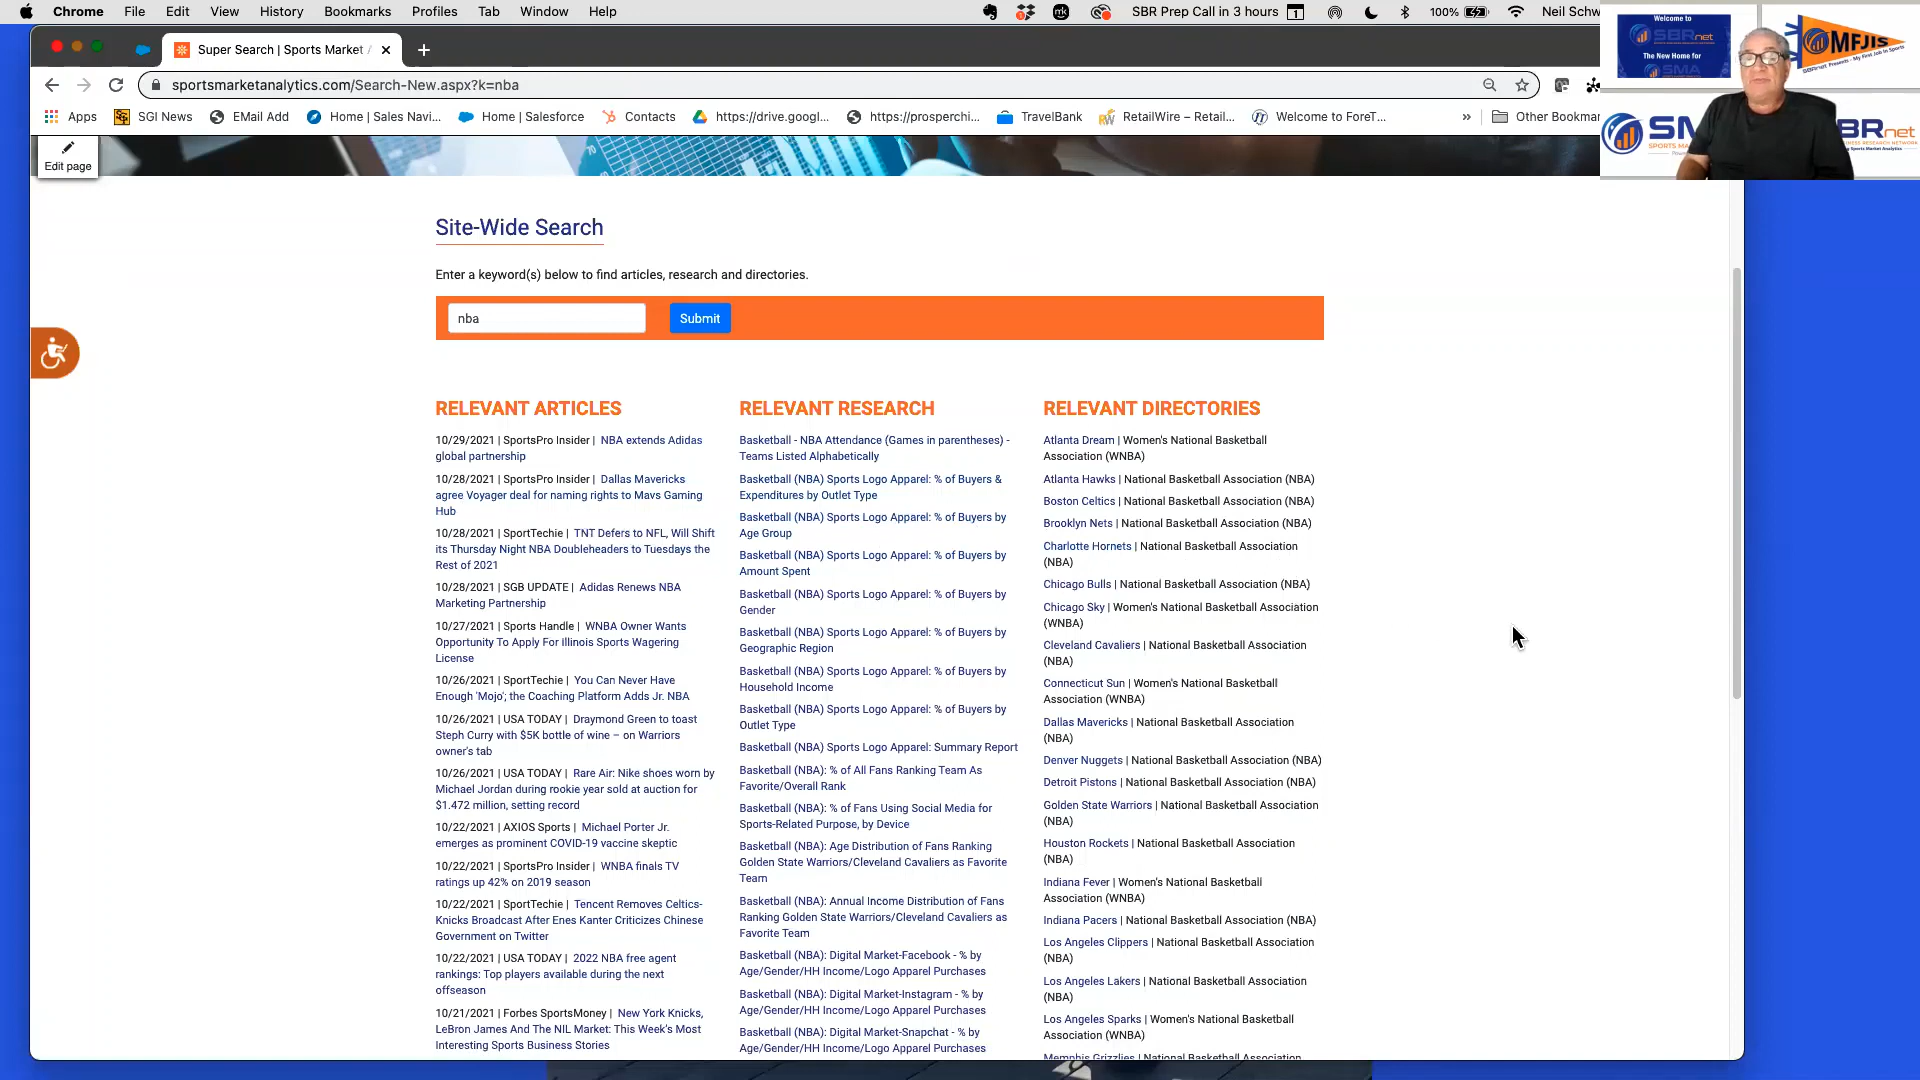 Chrome File Edit View History Bookmarks Profiles Tab Window Help SBR Prep Call in 3 hours 1 100% Neil Schw
Super Search | Sports Market
sportsmarketanalytics.com/Search-New.aspx?k=nba
Apps SGI News EMail Add Home | Sales Navi... Home | Salesforce Contacts https://drive.googl... https://prosperchi... TravelBank RetailWire – Retail... Welcome to ForeT... » Other Bookmar
Welcome to
SBRnet
The New Home for
SMA
MFJIS
SBRnet Presents - My First Job In Sports
Edit page
Site-Wide Search
Enter a keyword(s) below to find articles, research and directories.
nba Submit
RELEVANT ARTICLES
10/29/2021 | SportsPro Insider | NBA extends Adidas
global partnership
10/28/2021 | SportsPro Insider | Dallas Mavericks
agree Voyager deal for naming rights to Mavs Gaming
Hub
10/28/2021 | SportTechie | TNT Defers to NFL, Will Shift
its Thursday Night NBA Doubleheaders to Tuesdays the
Rest of 2021
10/28/2021 | SGB UPDATE | Adidas Renews NBA
Marketing Partnership
10/27/2021 | Sports Handle | WNBA Owner Wants
Opportunity To Apply For Illinois Sports Wagering
License
10/26/2021 | SportTechie | You Can Never Have
Enough 'Mojo'; the Coaching Platform Adds Jr. NBA
10/26/2021 | USA TODAY | Draymond Green to toast
Steph Curry with $5K bottle of wine – on Warriors
owner's tab
10/26/2021 | USA TODAY | Rare Air: Nike shoes worn by
Michael Jordan during rookie year sold at auction for
$1.472 million, setting record
10/22/2021 | AXIOS Sports | Michael Porter Jr.
emerges as prominent COVID-19 vaccine skeptic
10/22/2021 | SportsPro Insider | WNBA finals TV
ratings up 42% on 2019 season
10/22/2021 | SportTechie | Tencent Removes Celtics-
Knicks Broadcast After Enes Kanter Criticizes Chinese
Government on Twitter
10/22/2021 | USA TODAY | 2022 NBA free agent
rankings: Top players available during the next
offseason
10/21/2021 | Forbes SportsMoney | New York Knicks,
LeBron James And The NIL Market: This Week's Most
Interesting Sports Business Stories
RELEVANT RESEARCH
Basketball - NBA Attendance (Games in parentheses) -
Teams Listed Alphabetically
Basketball (NBA) Sports Logo Apparel: % of Buyers &
Expenditures by Outlet Type
Basketball (NBA) Sports Logo Apparel: % of Buyers by
Age Group
Basketball (NBA) Sports Logo Apparel: % of Buyers by
Amount Spent
Basketball (NBA) Sports Logo Apparel: % of Buyers by
Gender
Basketball (NBA) Sports Logo Apparel: % of Buyers by
Geographic Region
Basketball (NBA) Sports Logo Apparel: % of Buyers by
Household Income
Basketball (NBA) Sports Logo Apparel: % of Buyers by
Outlet Type
Basketball (NBA) Sports Logo Apparel: Summary Report
Basketball (NBA): % of All Fans Ranking Team As
Favorite/Overall Rank
Basketball (NBA): % of Fans Using Social Media for
Sports-Related Purpose, by Device
Basketball (NBA): Age Distribution of Fans Ranking
Golden State Warriors/Cleveland Cavaliers as Favorite
Team
Basketball (NBA): Annual Income Distribution of Fans
Ranking Golden State Warriors/Cleveland Cavaliers as
Favorite Team
Basketball (NBA): Digital Market-Facebook - % by
Age/Gender/HH Income/Logo Apparel Purchases
Basketball (NBA): Digital Market-Instagram - % by
Age/Gender/HH Income/Logo Apparel Purchases
Basketball (NBA): Digital Market-Snapchat - % by
Age/Gender/HH Income/Logo Apparel Purchases
RELEVANT DIRECTORIES
Atlanta Dream | Women's National Basketball
Association (WNBA)
Atlanta Hawks | National Basketball Association (NBA)
Boston Celtics | National Basketball Association (NBA)
Brooklyn Nets | National Basketball Association (NBA)
Charlotte Hornets | National Basketball Association
(NBA)
Chicago Bulls | National Basketball Association (NBA)
Chicago Sky | Women's National Basketball Association
(WNBA)
Cleveland Cavaliers | National Basketball Association
(NBA)
Connecticut Sun | Women's National Basketball
Association (WNBA)
Dallas Mavericks | National Basketball Association
(NBA)
Denver Nuggets | National Basketball Association (NBA)
Detroit Pistons | National Basketball Association (NBA)
Golden State Warriors | National Basketball Association
(NBA)
Houston Rockets | National Basketball Association
(NBA)
Indiana Fever | Women's National Basketball
Association (WNBA)
Indiana Pacers | National Basketball Association (NBA)
Los Angeles Clippers | National Basketball Association
(NBA)
Los Angeles Lakers | National Basketball Association
(NBA)
Los Angeles Sparks | Women's National Basketball
Association (WNBA)
Memphis Grizzlies | National Basketball Association